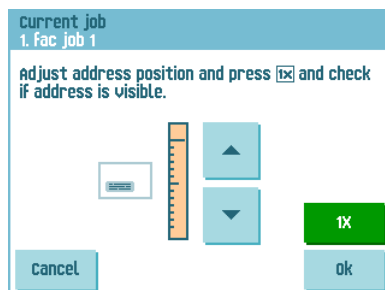 Current job
1. Fac job 1
Adjust address position and press 1x and check
if address is visible.
1X
Cancel
Ok